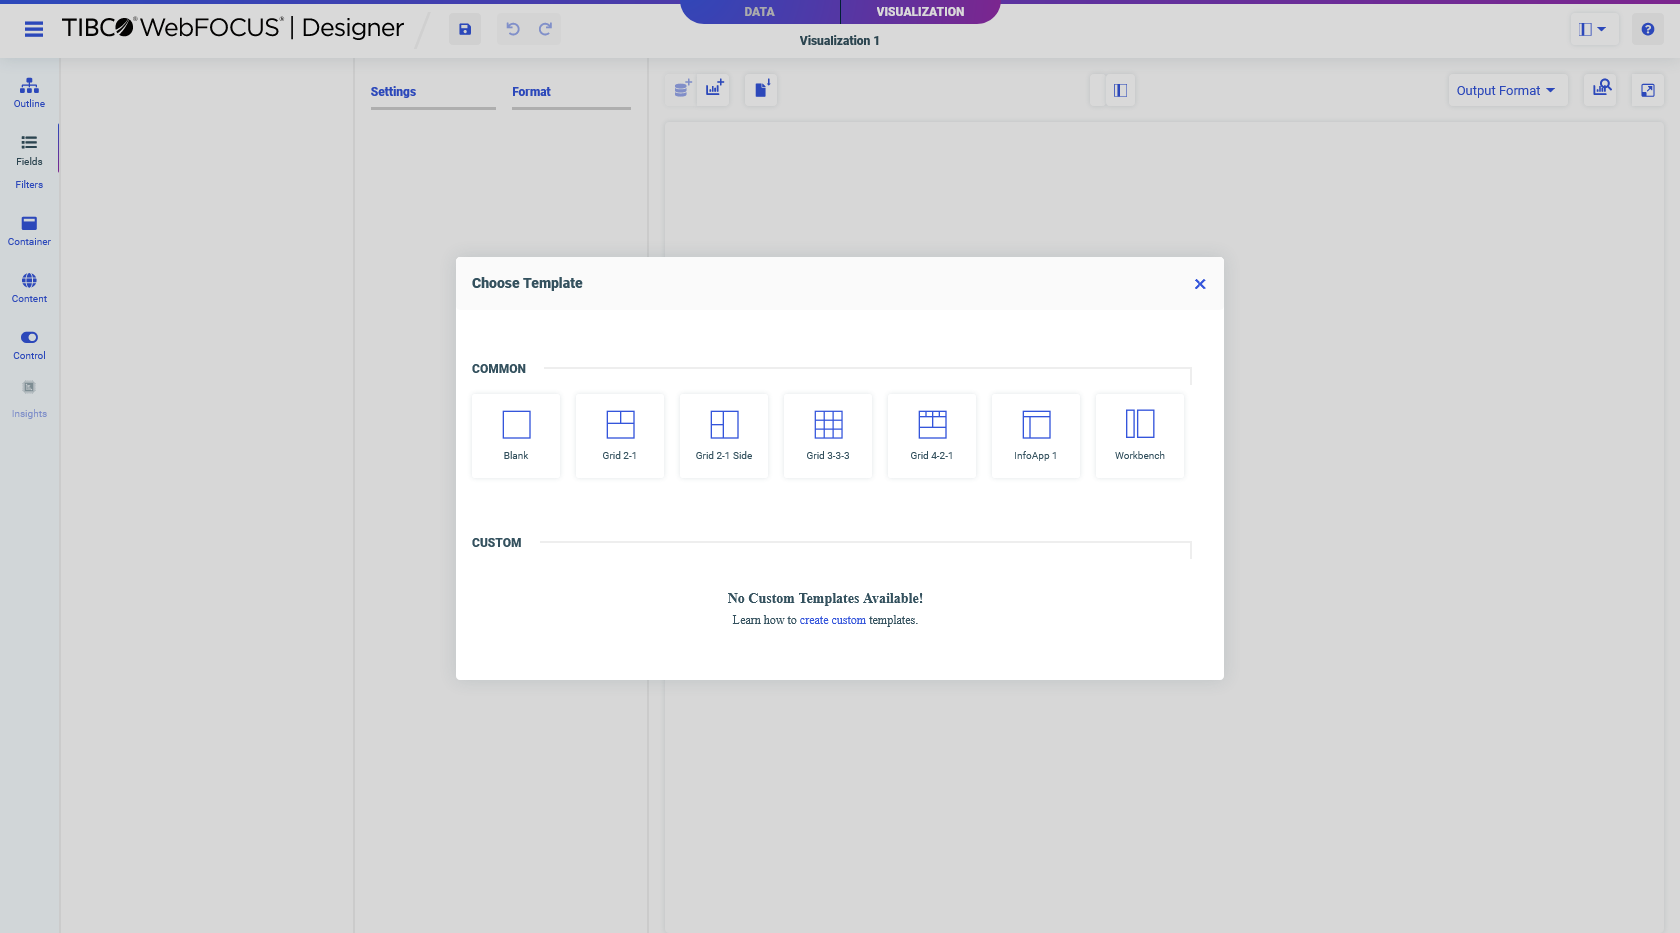 DATA
VISUALIZATION
TIBCO® WebFOCUS® | Designer
Visualization 1
Outline
Fields
Filters
Container
Content
Control
Insights
Settings
Format
Output Format
Choose Template
COMMON
Blank
Grid 2-1
Grid 2-1 Side
Grid 3-3-3
Grid 4-2-1
InfoApp 1
Workbench
CUSTOM
No Custom Templates Available!
Learn how to create custom templates.